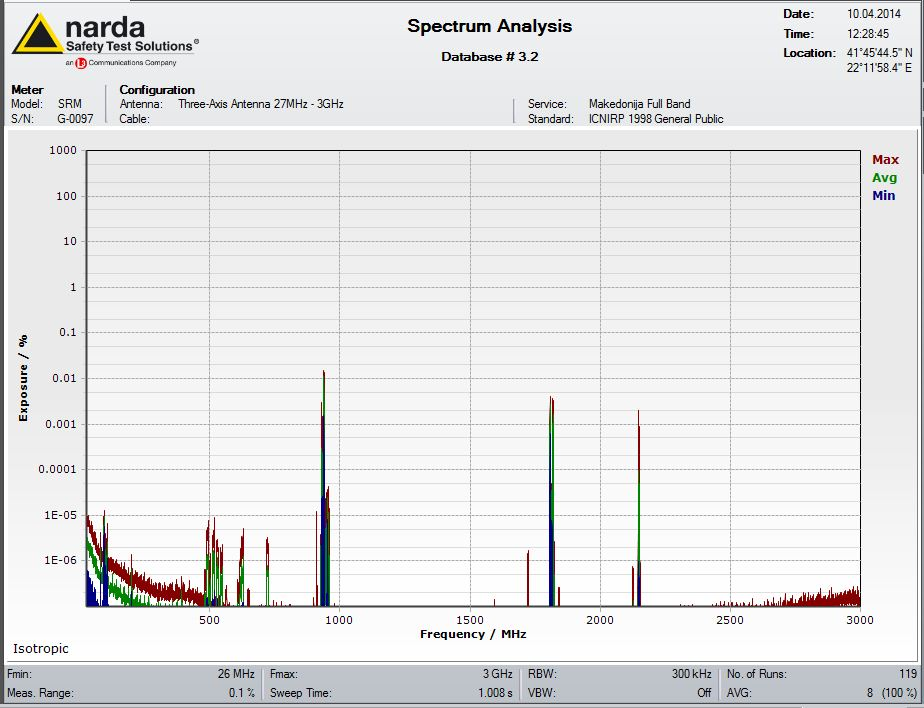 narda
Safety Test Solutions®
an L3 Communications Company
Spectrum Analysis
Database # 3.2
Date: 10.04.2014
Time: 12:28:45
Location: 41°45'44.5" N
22°11'58.4" E
Meter
Model: SRM
S/N: G-0097
Configuration
Antenna: Three-Axis Antenna 27MHz - 3GHz
Cable:
Service: Makedonija Full Band
Standard: ICNIRP 1998 General Public
Max
Avg
Min
Exposure / %
1000
100
10
1
0.1
0.01
0.001
0.0001
1E-05
1E-06
500 1000 1500 2000 2500 3000
Frequency / MHz
Isotropic
Fmin: 26 MHz Fmax: 3 GHz RBW: 300 kHz No. of Runs: 119
Meas. Range: 0.1 % Sweep Time: 1.008 s VBW: Off AVG: 8 (100 %)